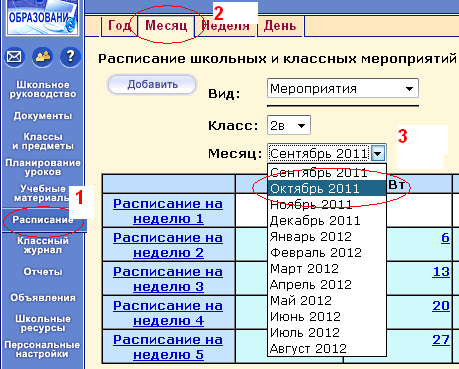 ОБРАЗОВАНИ
2
Год Месяц Неделя День
Расписание школьных и классных мероприятий
Добавить
Вид: Мероприятия
Класс: 2в
3
Месяц: Сентябрь 2011
Сентябрь 2011
Октябрь 2011
Ноябрь 2011
Декабрь 2011
Январь 2012
Февраль 2012
Март 2012
Апрель 2012
Май 2012
Июнь 2012
Июль 2012
Август 2012
Вт
Расписание на
неделю 1
Расписание на
неделю 2
6
Расписание на
неделю 3
13
Расписание на
неделю 4
20
Расписание на
неделю 5
27
Школьное
руководство
Документы
Классы
и предметы
Планирование
уроков
Учебные
1
Расписание
Классный
журнал
Отчеты
Объявления
Школьные
ресурсы
Персональные
настройки